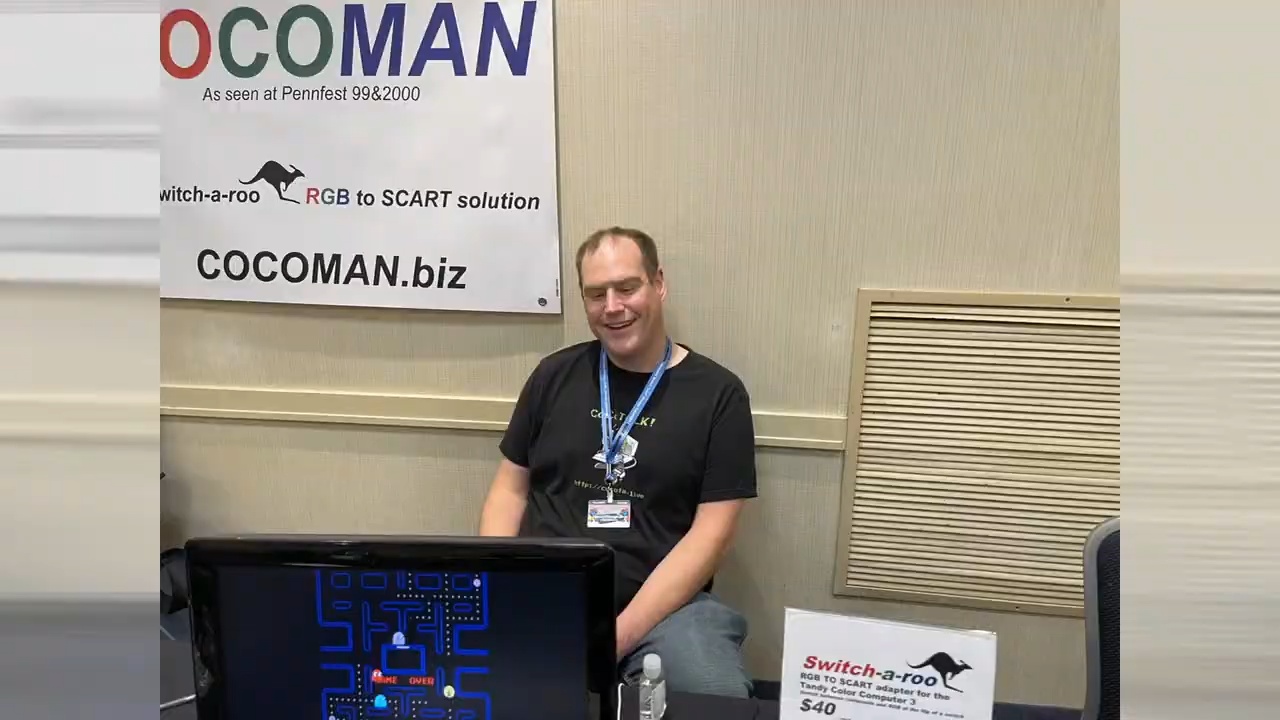 OCOMAN
As seen at Pennfest 99&2000
witch-a-roo RGB to SCART solution
COCOMAN.biz
GAME OVER
Switch-a-roo
RGB TO SCART adapter for the
Tandy Color Computer 3
$40